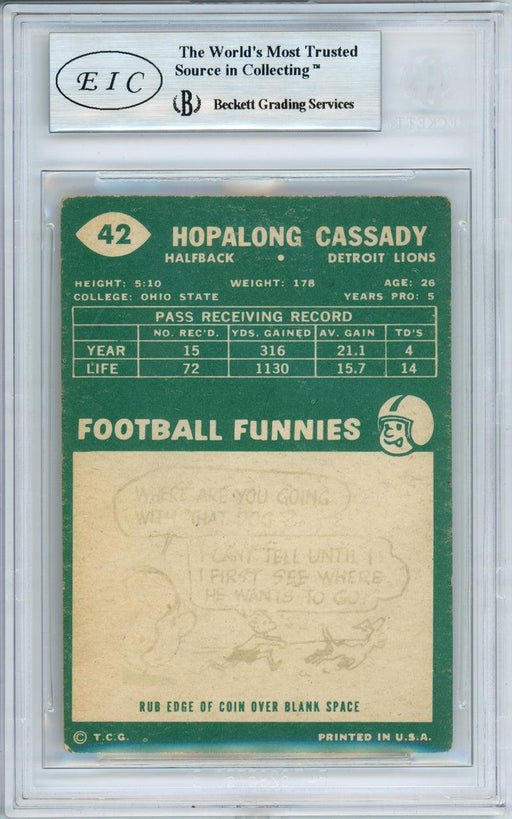 The World's Most Trusted
Source in Collecting™
EIC
B Beckett Grading Services
42 HOPALONG CASSADY
HALFBACK • DETROIT LIONS
HEIGHT: 5:10 WEIGHT: 178 AGE: 26
COLLEGE: OHIO STATE YEARS PRO: 5
PASS RECEIVING RECORD
NO. REC'D. YDS. GAINED AV. GAIN TD'S
YEAR 15 316 21.1 4
LIFE 72 1130 15.7 14
FOOTBALL FUNNIES
WHERE ARE YOU GOING
WITH THAT DOG
I CAN'T TELL UNTIL I
FIRST SEE WHERE
HE WANTS TO GO!
RUB EDGE OF COIN OVER BLANK SPACE
© T.C.G. PRINTED IN U.S.A.